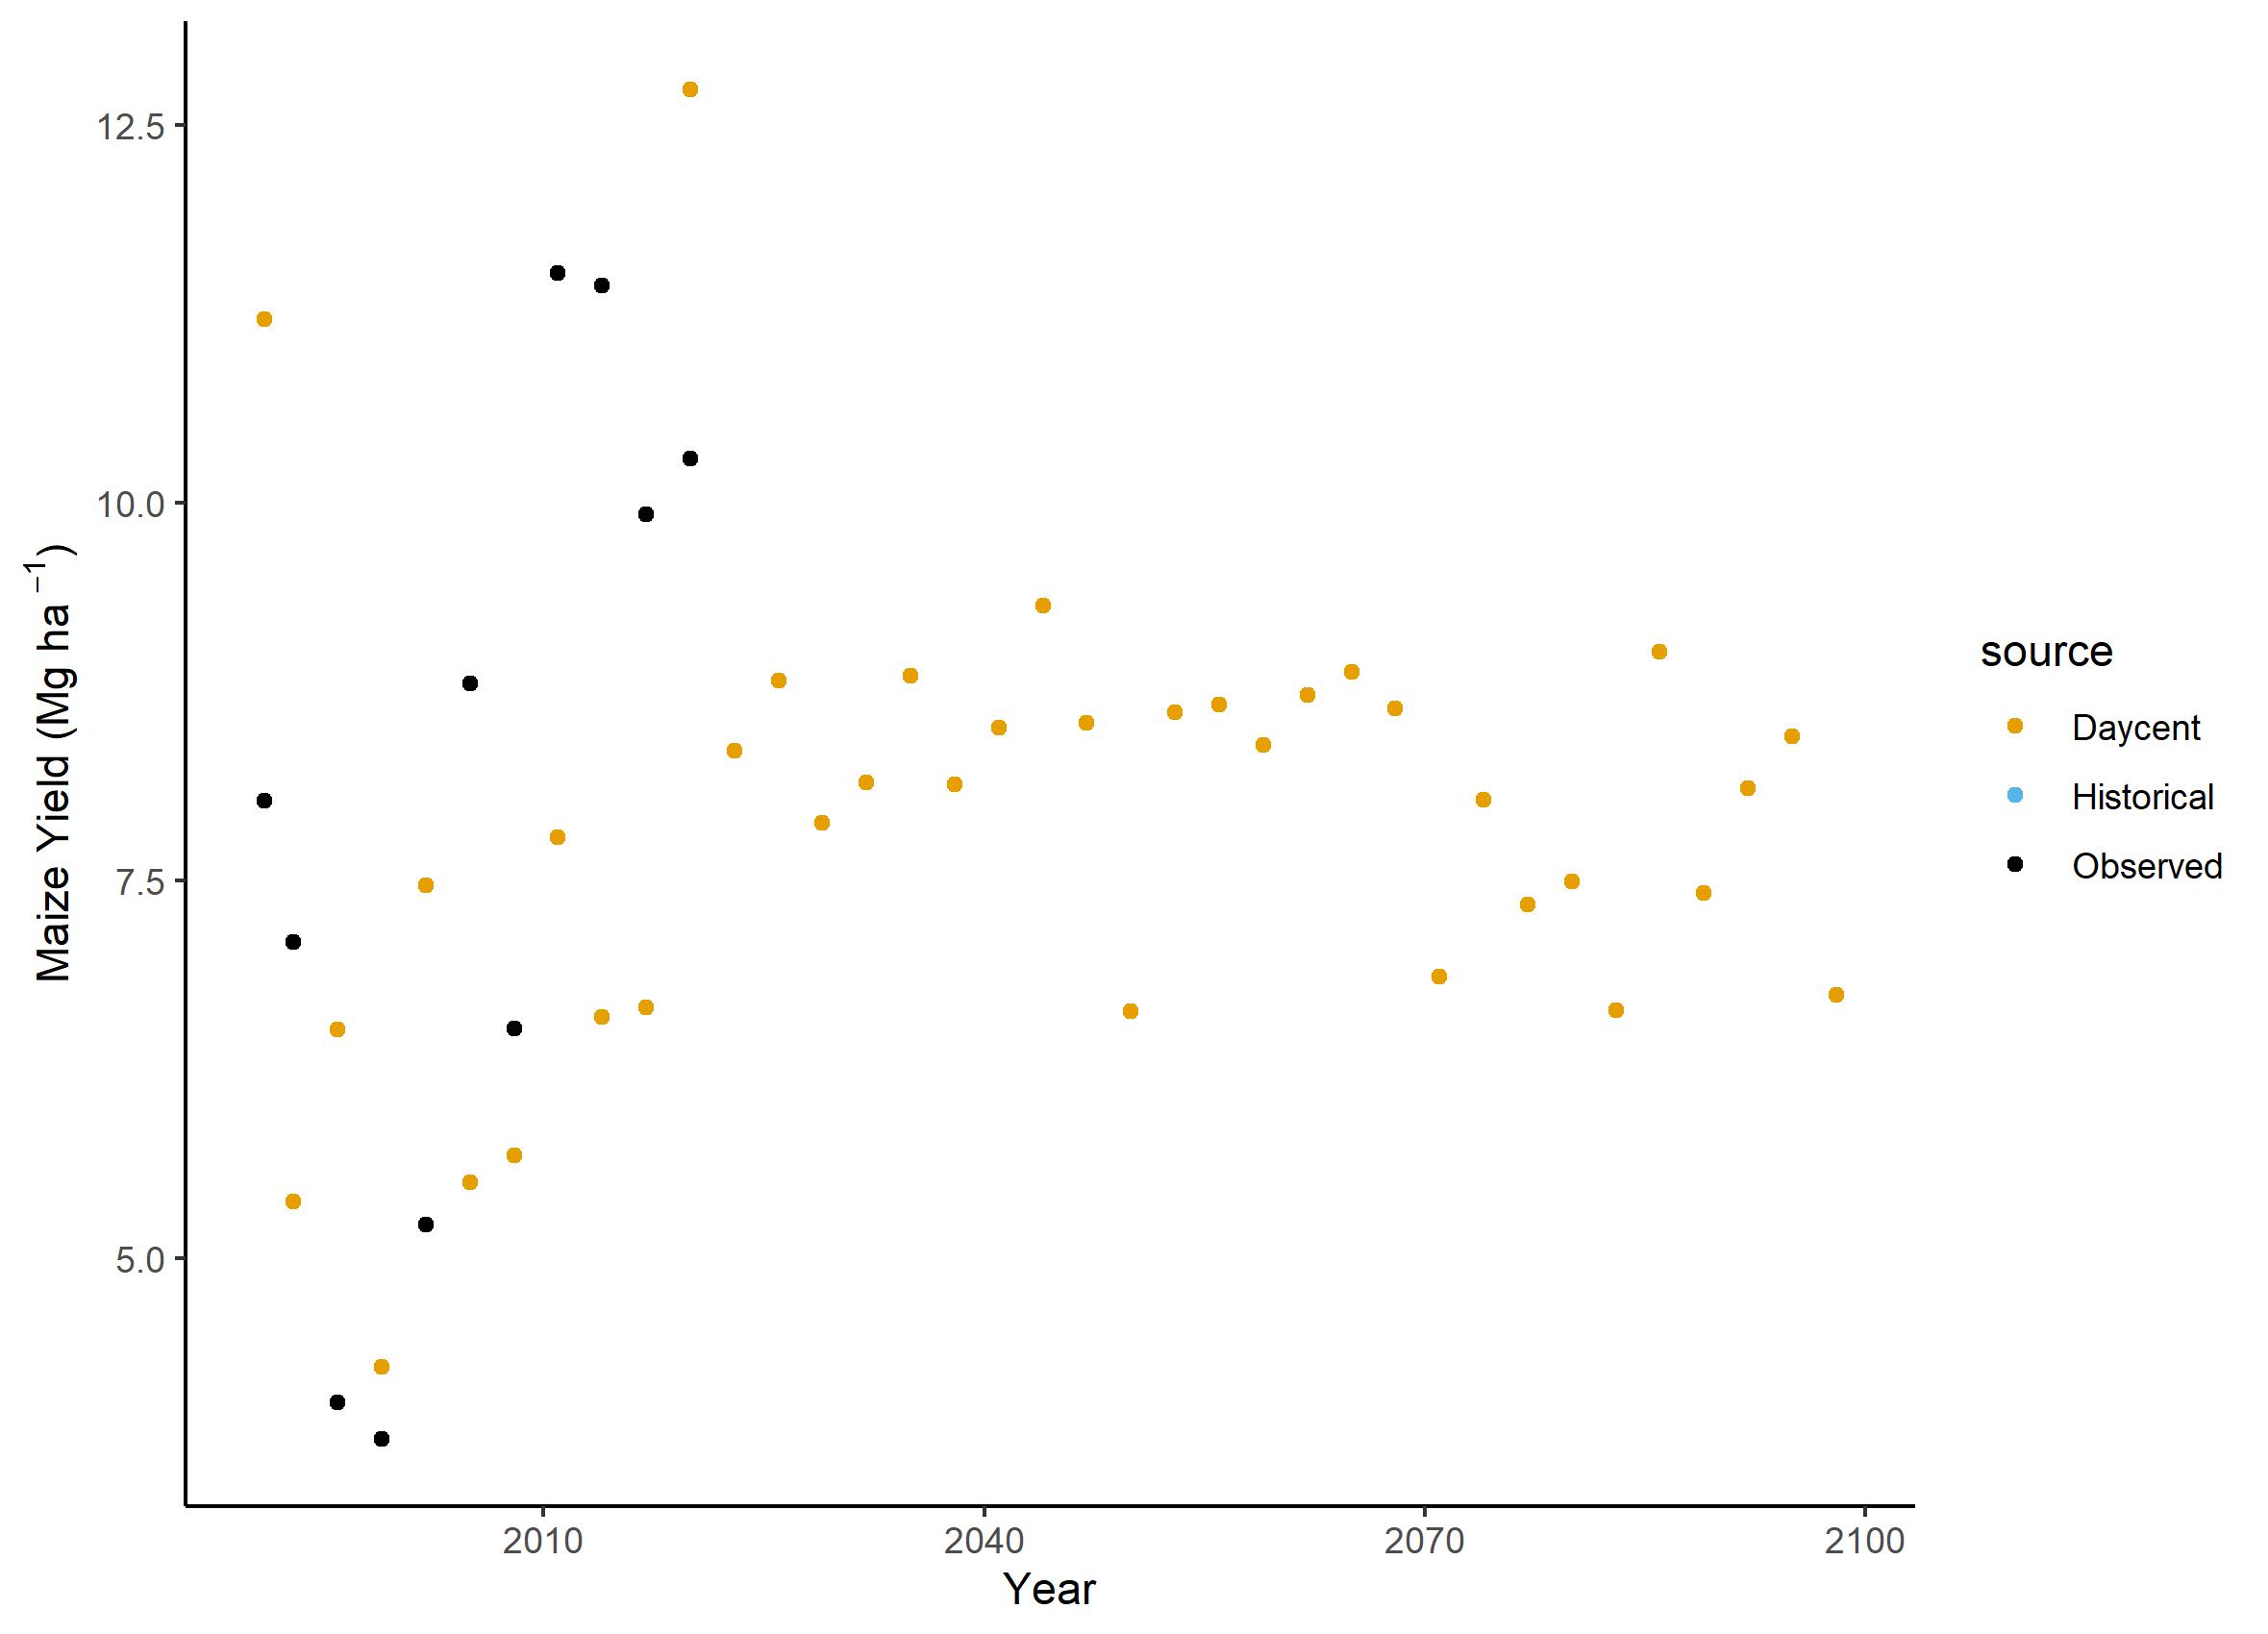 12.5
10.0
7.5
5.0
Maize Yield (Mg ha⁻¹)
2010 2040 2070 2100
Year
source
Daycent
Historical
Observed